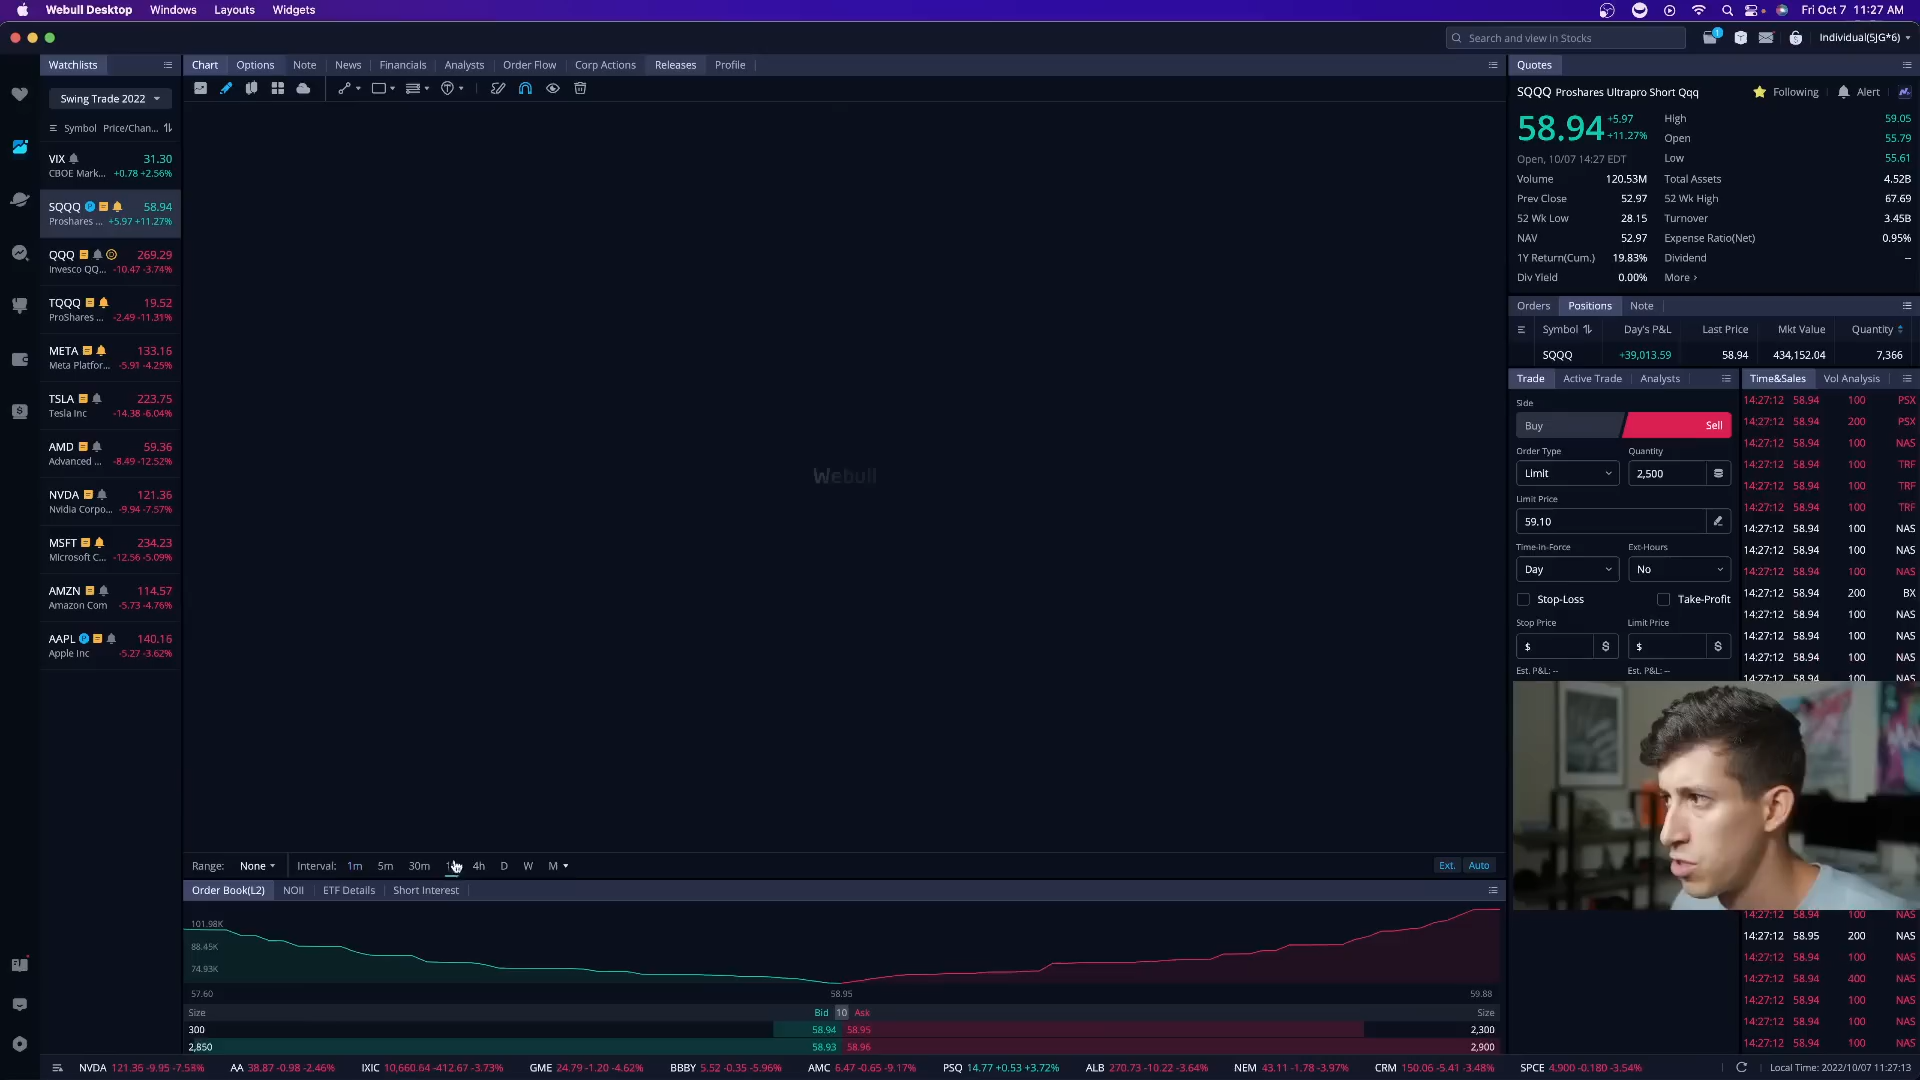 Webull Desktop Windows Layouts Widgets Fri Oct 7 11:27 AM
Search and view in Stocks 1 Individual(5JG*6)
Watchlists Chart Options Note News Financials Analysts Order Flow Corp Actions Releases Profile Quotes
Swing Trade 2022
Symbol Price/Chan...
VIX 31.30
CBOE Mark... +0.78 +2.56%
SQQQ 58.94
Proshares ... +5.97 +11.27%
QQQ 269.29
Invesco QQ... -10.47 -3.74%
TQQQ 19.52
ProShares ... -2.49 -11.31%
META 133.16
Meta Platfor... -5.91 -4.25%
TSLA 223.75
Tesla Inc -14.38 -6.04%
AMD 59.36
Advanced ... -8.49 -12.52%
NVDA 121.36
Nvidia Corpo... -9.94 -7.57%
MSFT 234.23
Microsoft C... -12.56 -5.09%
AMZN 114.57
Amazon Com -5.73 -4.76%
AAPL 140.16
Apple Inc -5.27 -3.62%
Webull
Range: None Interval: 1m 5m 30m 4h D W M Ext. Auto
Order Book(L2) NOII ETF Details Short Interest
101.98K
88.45K
74.93K
57.60 58.95 59.88
Size Bid 10 Ask Size
300 58.94 58.95 2,300
2,850 58.93 58.96 2,900
SQQQ Proshares Ultrapro Short Qqq Following Alert
58.94 +5.97
+11.27%
Open, 10/07 14:27 EDT
High 59.05
Open 55.79
Low 55.61
Volume 120.53M Total Assets 4.52B
Prev Close 52.97 52 Wk High 67.69
52 Wk Low 28.15 Turnover 3.45B
NAV 52.97 Expense Ratio(Net) 0.95%
1Y Return(Cum.) 19.83% Dividend --
Div Yield 0.00% More >
Orders Positions Note
Symbol Day's P&L Last Price Mkt Value Quantity
SQQQ +39,013.59 58.94 434,152.04 7,366
Trade Active Trade Analysts
Side
Buy Sell
Order Type Quantity
Limit 2,500
Limit Price
59.10
Time-in-Force Ext-Hours
Day No
Stop-Loss Take-Profit
Stop Price Limit Price
$ $ $ $
Est. P&L: -- Est. P&L: --
Time&Sales Vol Analysis
14:27:12 58.94 100 PSX
14:27:12 58.94 200 PSX
14:27:12 58.94 100 NAS
14:27:12 58.94 100 TRF
14:27:12 58.94 100 TRF
14:27:12 58.94 100 TRF
14:27:12 58.94 100 NAS
14:27:12 58.94 100 NAS
14:27:12 58.94 100 NAS
14:27:12 58.94 200 BX
14:27:12 58.94 100 NAS
14:27:12 58.94 100 NAS
14:27:12 58.94 100 NAS
14:27:12 58.94 100 NAS
14:27:12 58.94 100 NAS
14:27:12 58.95 200 NAS
14:27:12 58.94 100 NAS
14:27:12 58.94 400 NAS
14:27:12 58.94 100 NAS
14:27:12 58.94 100 NAS
14:27:12 58.94 100 NAS
NVDA 121.36 -9.95 -7.58% AA 38.87 -0.98 -2.46% IXIC 10,660.64 -412.67 -3.73% GME 24.79 -1.20 -4.62% BBBY 5.52 -0.35 -5.96% AMC 6.47 -0.65 -9.17% PSQ 14.77 +0.53 +3.72% ALB 270.73 -10.22 -3.64% NEM 43.11 -1.78 -3.97% CRM 150.06 -5.41 -3.48% SPCE 4.900 -0.180 -3.54% Local Time: 2022/10/07 11:27:13